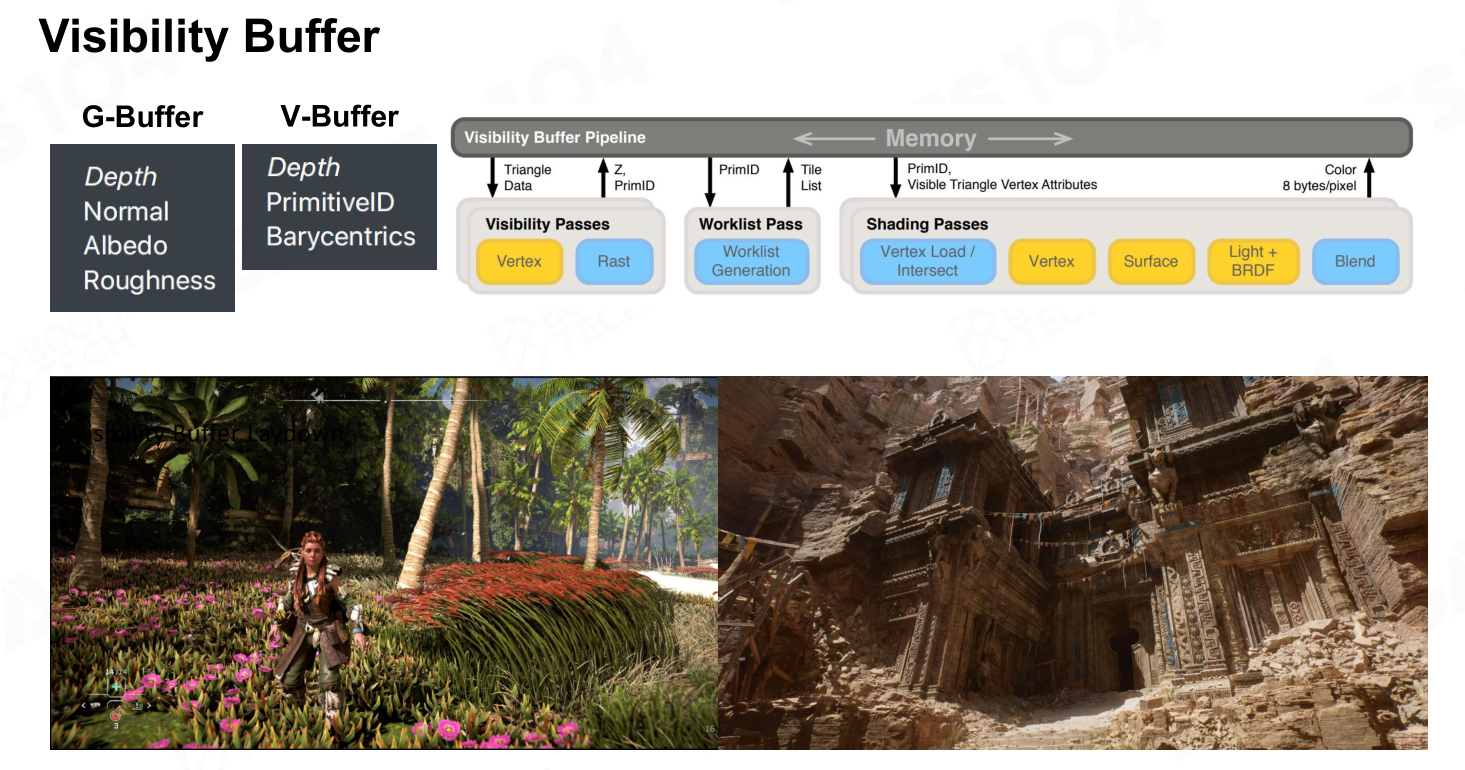 Visibility Buffer
G-Buffer
Depth
Normal
Albedo
Roughness
V-Buffer
Depth
PrimitiveID
Barycentrics
Visibility Buffer Pipeline
Memory
Triangle
Data
Z,
PrimID
PrimID
Tile
List
PrimID,
Visible Triangle Vertex Attributes
Color
8 bytes/pixel
Visibility Passes
Vertex
Rast
Worklist Pass
Worklist
Generation
Shading Passes
Vertex Load /
Intersect
Vertex
Surface
Light +
BRDF
Blend
Visibility Buffer Laydown
3
16